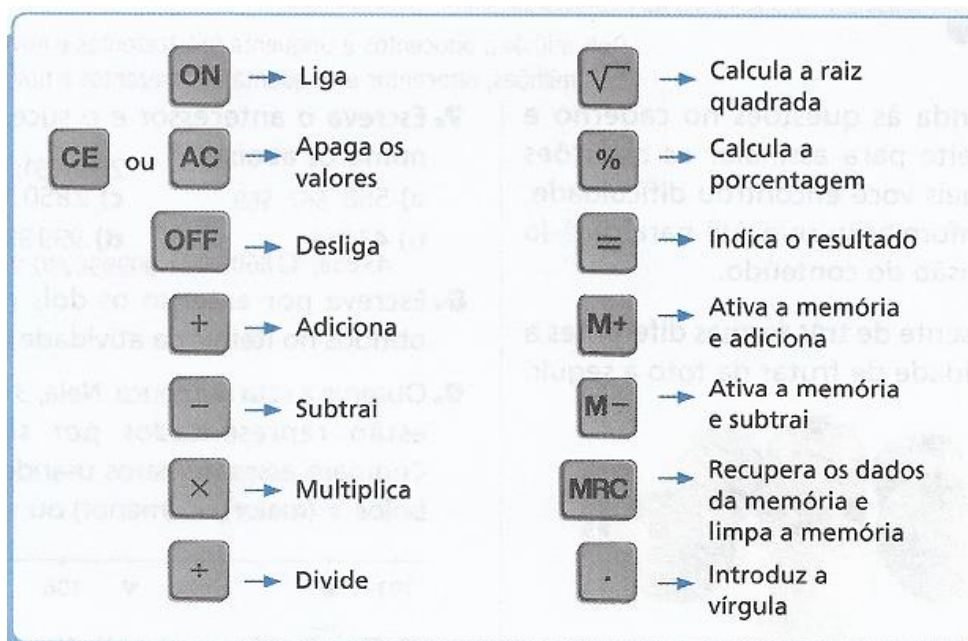 ON Liga
CE ou AC Apaga os
valores
OFF Desliga
+ Adiciona
− Subtrai
× Multiplica
÷ Divide
√ Calcula a raiz
quadrada
% Calcula a
porcentagem
= Indica o resultado
M+ Ativa a memória
e adiciona
M− Ativa a memória
e subtrai
MRC Recupera os dados
da memória e
limpa a memória
. Introduz a
vírgula